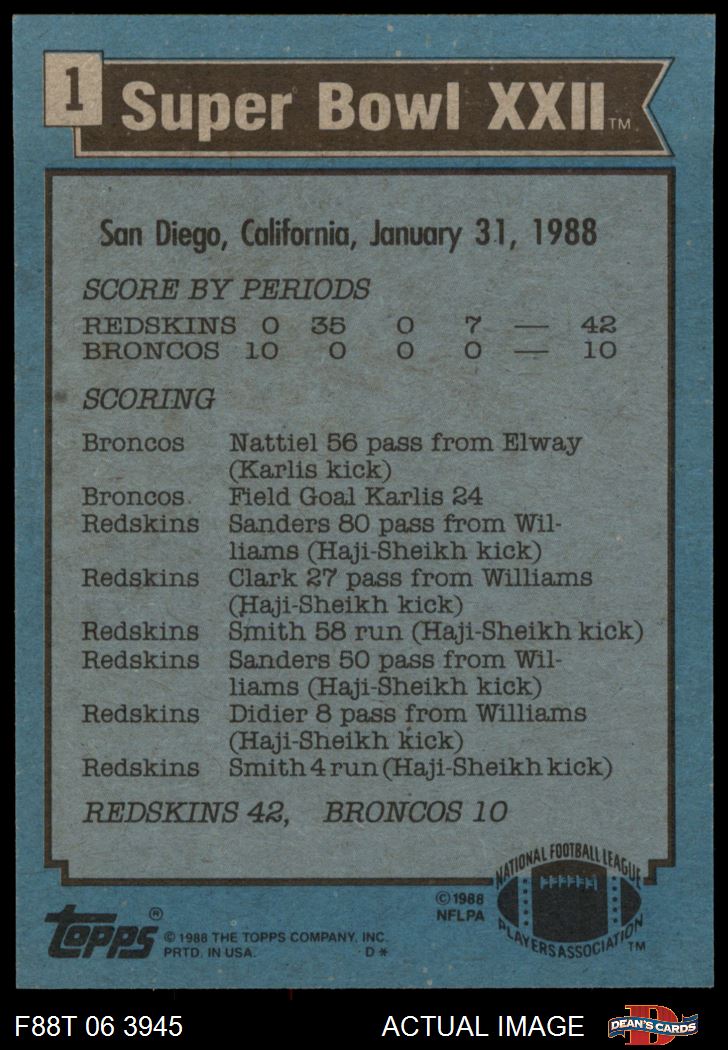 1 Super Bowl XXII™
San Diego, California, January 31, 1988
SCORE BY PERIODS
REDSKINS 0 35 0 7 — 42
BRONCOS 10 0 0 0 — 10
SCORING
Broncos Nattiel 56 pass from Elway
(Karlis kick)
Broncos Field Goal Karlis 24
Redskins Sanders 80 pass from Wil-
liams (Haji-Sheikh kick)
Redskins Clark 27 pass from Williams
(Haji-Sheikh kick)
Redskins Smith 58 run (Haji-Sheikh kick)
Redskins Sanders 50 pass from Wil-
liams (Haji-Sheikh kick)
Redskins Didier 8 pass from Williams
(Haji-Sheikh kick)
Redskins Smith 4 run (Haji-Sheikh kick)
REDSKINS 42, BRONCOS 10
NATIONAL FOOTBALL LEAGUE
PLAYERS ASSOCIATION™
©1988
NFLPA
topps®
©1988 THE TOPPS COMPANY, INC.
PRTD. IN USA. D*
F88T 06 3945 ACTUAL IMAGE
D
DEAN'S CARDS